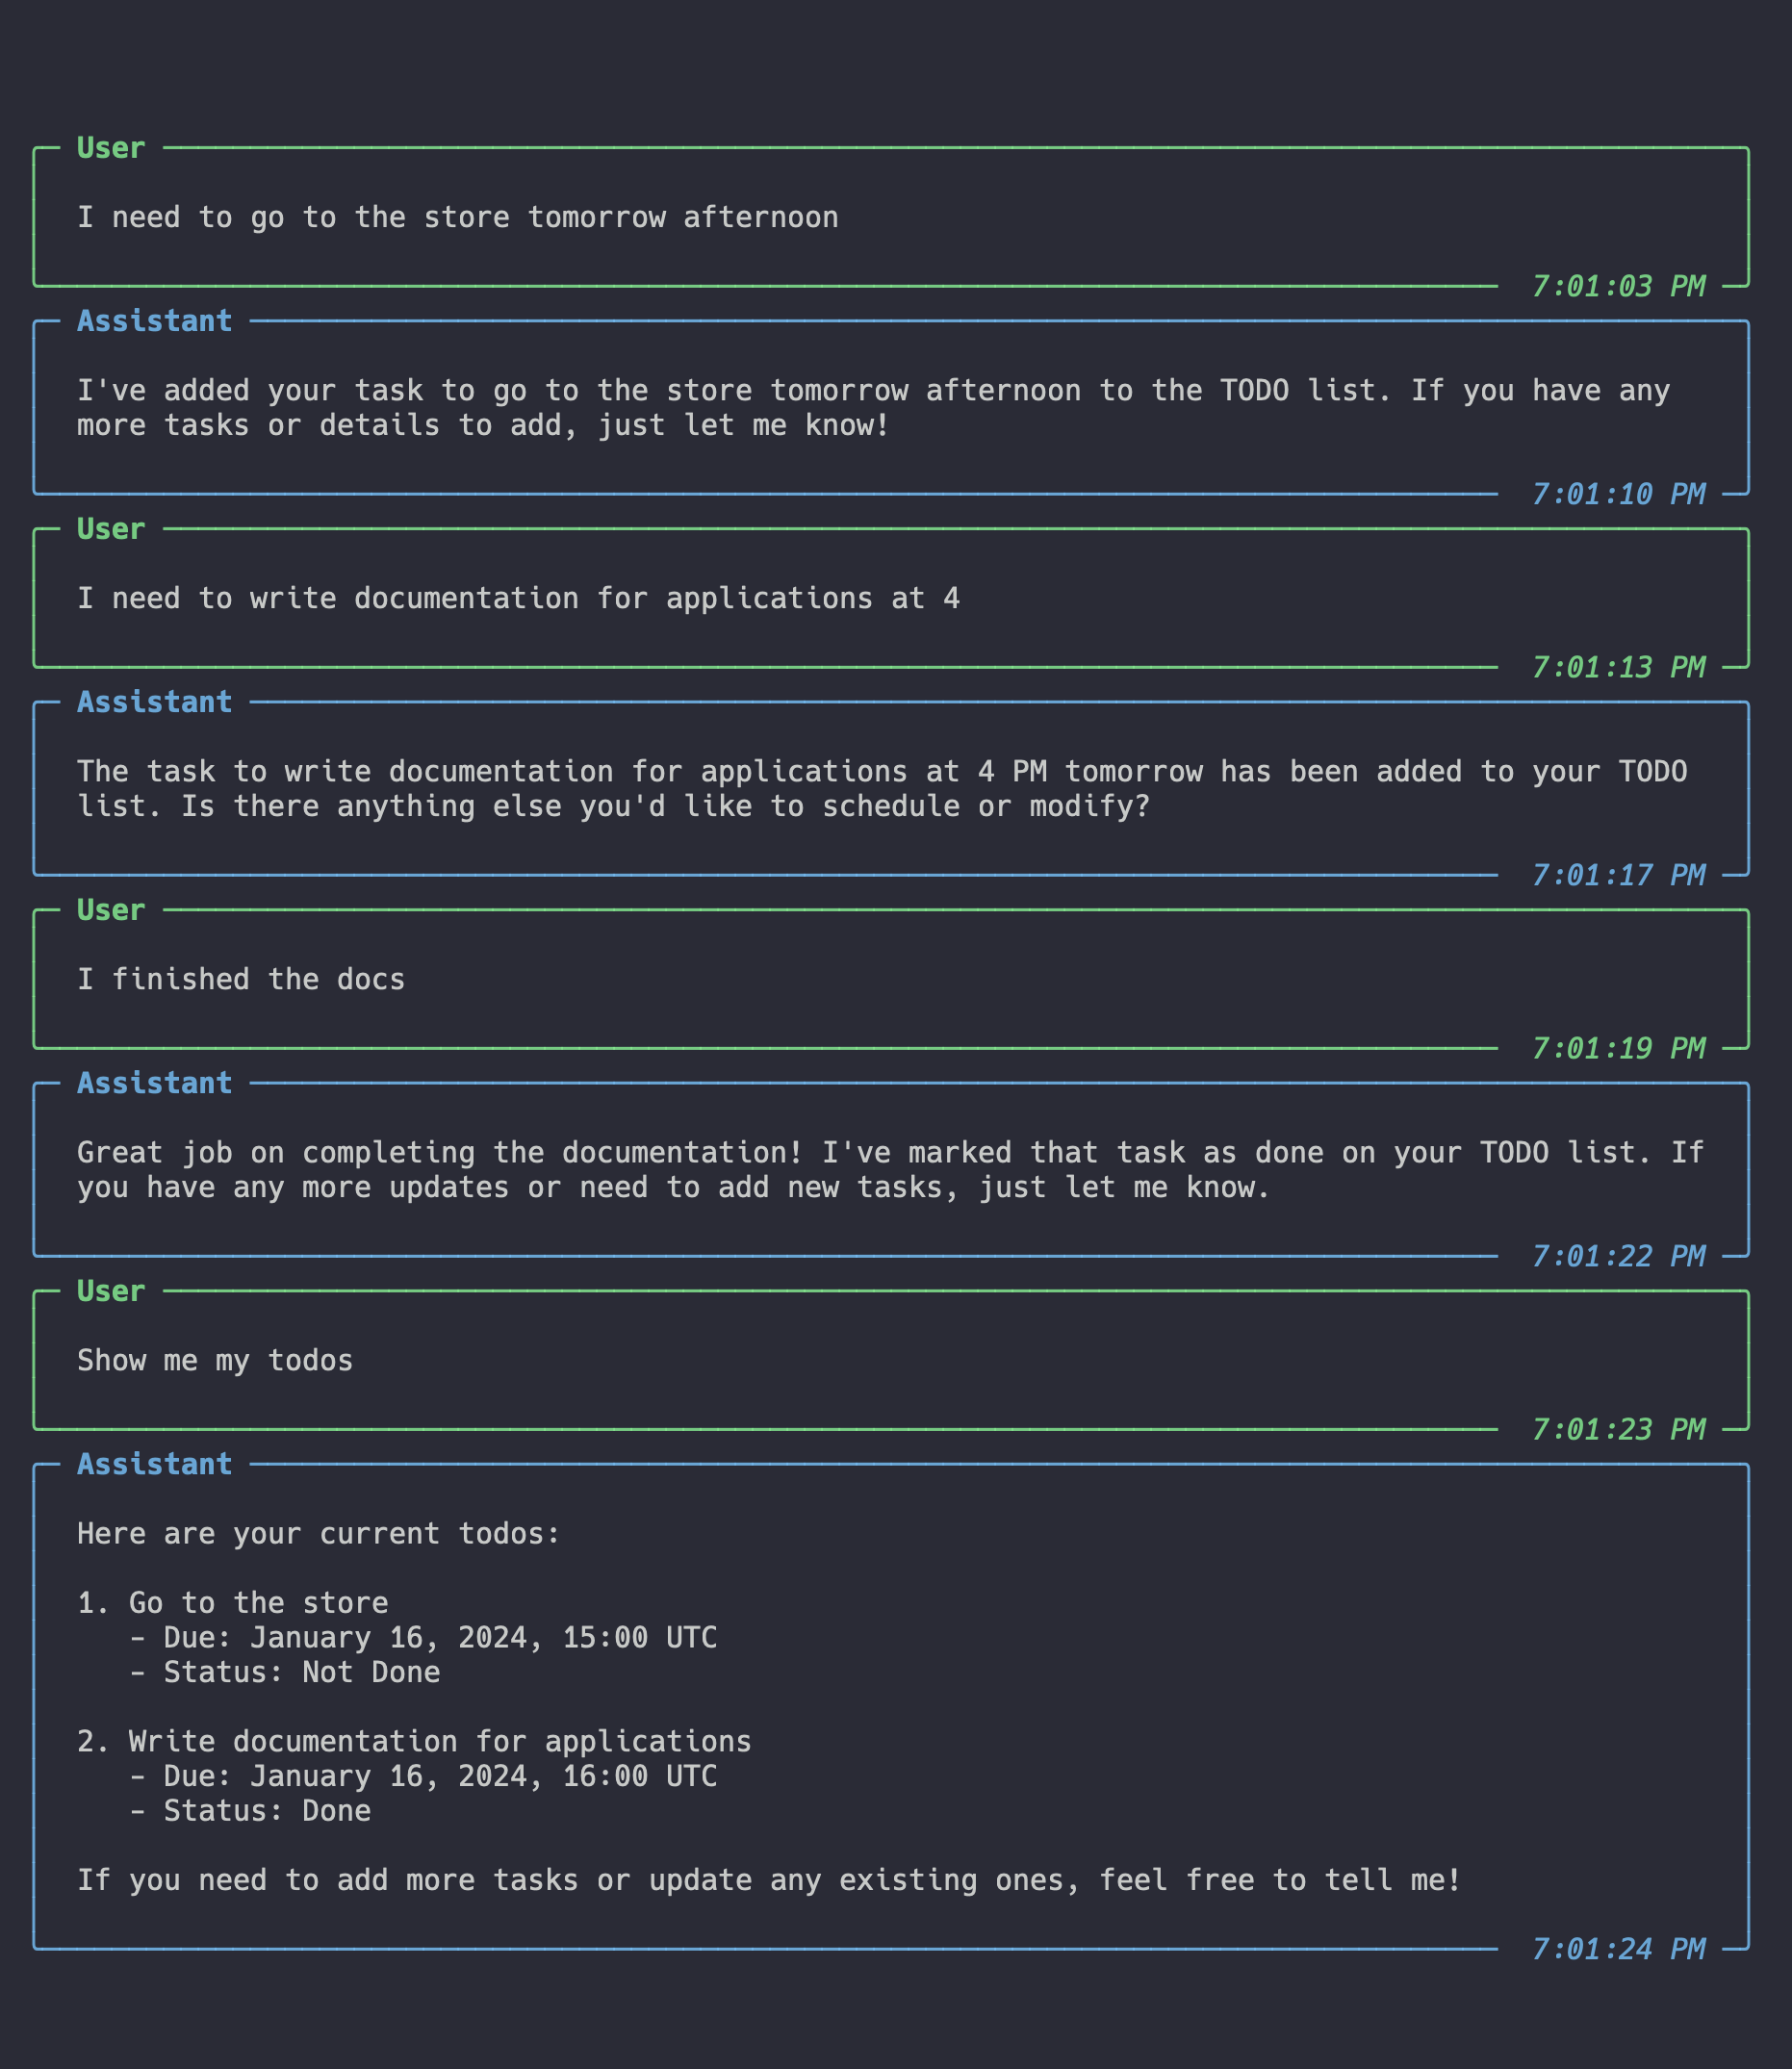 User
I need to go to the store tomorrow afternoon
7:01:03 PM
Assistant
I've added your task to go to the store tomorrow afternoon to the TODO list. If you have any
more tasks or details to add, just let me know!
7:01:10 PM
User
I need to write documentation for applications at 4
7:01:13 PM
Assistant
The task to write documentation for applications at 4 PM tomorrow has been added to your TODO
list. Is there anything else you'd like to schedule or modify?
7:01:17 PM
User
I finished the docs
7:01:19 PM
Assistant
Great job on completing the documentation! I've marked that task as done on your TODO list. If
you have any more updates or need to add new tasks, just let me know.
7:01:22 PM
User
Show me my todos
7:01:23 PM
Assistant
Here are your current todos:
1. Go to the store
- Due: January 16, 2024, 15:00 UTC
- Status: Not Done
2. Write documentation for applications
- Due: January 16, 2024, 16:00 UTC
- Status: Done
If you need to add more tasks or update any existing ones, feel free to tell me!
7:01:24 PM